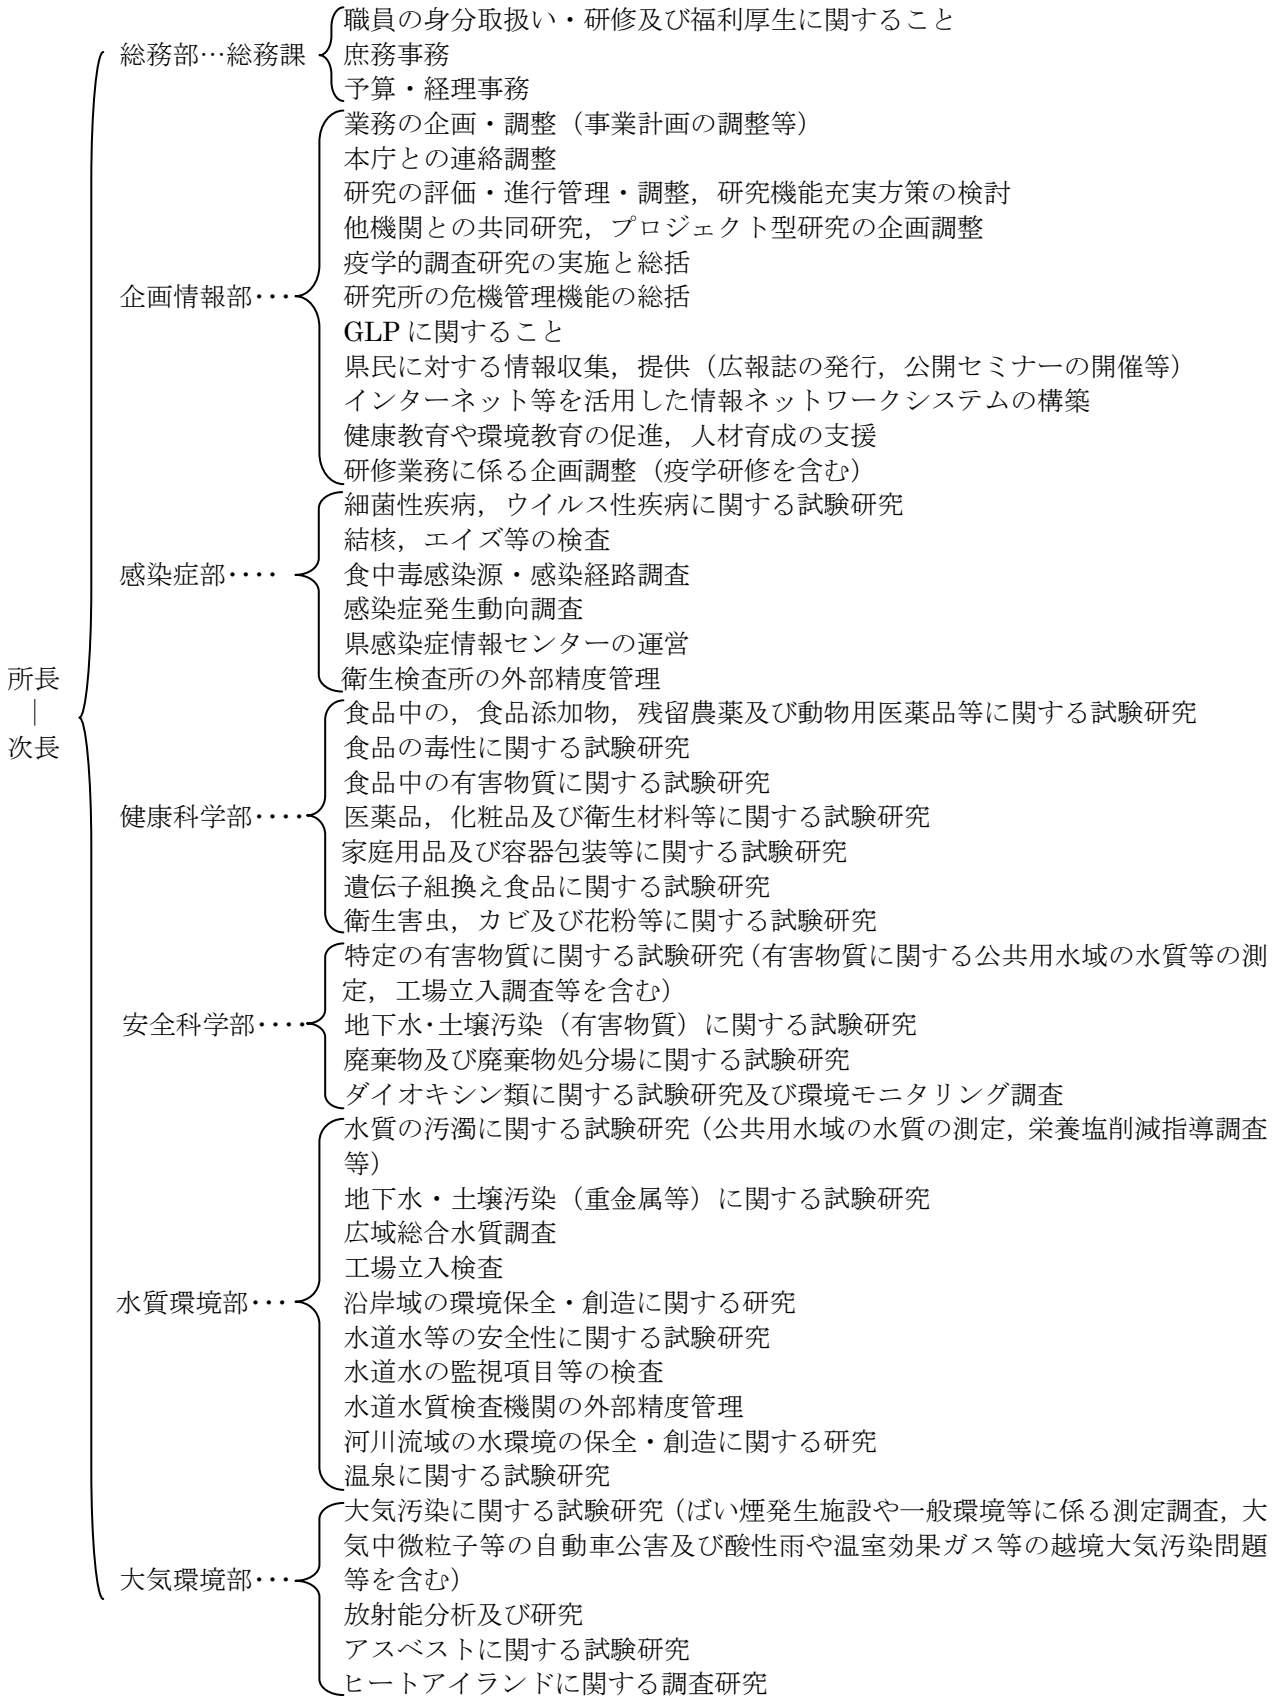 所長
｜
次長
総務部…総務課
職員の身分取扱い・研修及び福利厚生に関すること
庶務事務
予算・経理事務
企画情報部････
業務の企画・調整（事業計画の調整等）
本庁との連絡調整
研究の評価・進行管理・調整，研究機能充実方策の検討
他機関との共同研究，プロジェクト型研究の企画調整
疫学的調査研究の実施と総括
研究所の危機管理機能の総括
GLP に関すること
県民に対する情報収集，提供（広報誌の発行，公開セミナーの開催等）
インターネット等を活用した情報ネットワークシステムの構築
健康教育や環境教育の促進，人材育成の支援
研修業務に係る企画調整（疫学研修を含む）
感染症部････
細菌性疾病，ウイルス性疾病に関する試験研究
結核，エイズ等の検査
食中毒感染源・感染経路調査
感染症発生動向調査
県感染症情報センターの運営
衛生検査所の外部精度管理
健康科学部････
食品中の，食品添加物，残留農薬及び動物用医薬品等に関する試験研究
食品の毒性に関する試験研究
食品中の有害物質に関する試験研究
医薬品，化粧品及び衛生材料等に関する試験研究
家庭用品及び容器包装等に関する試験研究
遺伝子組換え食品に関する試験研究
衛生害虫，カビ及び花粉等に関する試験研究
安全科学部････
特定の有害物質に関する試験研究（有害物質に関する公共用水域の水質等の測
定，工場立入調査等を含む）
地下水･土壌汚染（有害物質）に関する試験研究
廃棄物及び廃棄物処分場に関する試験研究
ダイオキシン類に関する試験研究及び環境モニタリング調査
水質環境部････
水質の汚濁に関する試験研究（公共用水域の水質の測定，栄養塩削減指導調査
等）
地下水・土壌汚染（重金属等）に関する試験研究
広域総合水質調査
工場立入検査
沿岸域の環境保全・創造に関する研究
水道水等の安全性に関する試験研究
水道水の監視項目等の検査
水道水質検査機関の外部精度管理
河川流域の水環境の保全・創造に関する研究
温泉に関する試験研究
大気環境部････
大気汚染に関する試験研究（ばい煙発生施設や一般環境等に係る測定調査，大
気中微粒子等の自動車公害及び酸性雨や温室効果ガス等の越境大気汚染問題
等を含む）
放射能分析及び研究
アスベストに関する試験研究
ヒートアイランドに関する調査研究